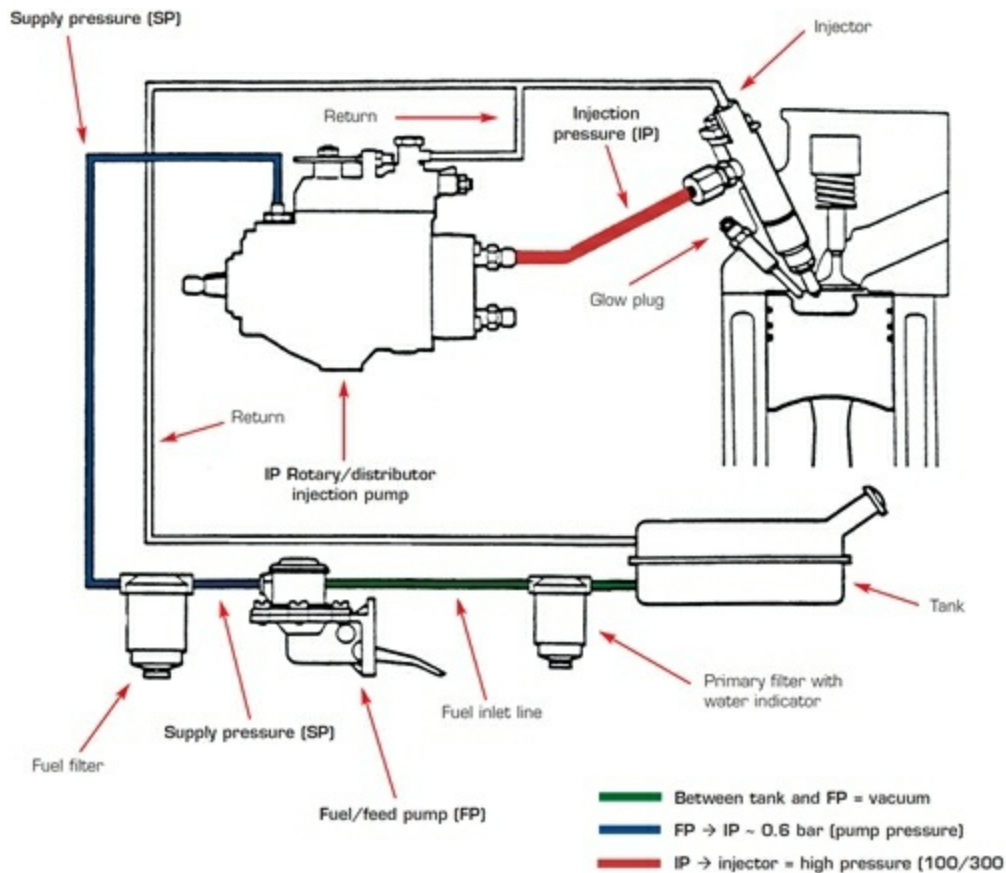 Supply pressure (SP)
Injector
Return
Injection
pressure (IP)
Glow plug
Return
IP Rotary/distributor
injection pump
Tank
Primary filter with
water indicator
Fuel inlet line
Supply pressure (SP)
Fuel filter
Fuel/feed pump (FP)
Between tank and FP = vacuum
FP → IP ~ 0.6 bar (pump pressure)
IP → injector = high pressure (100/300